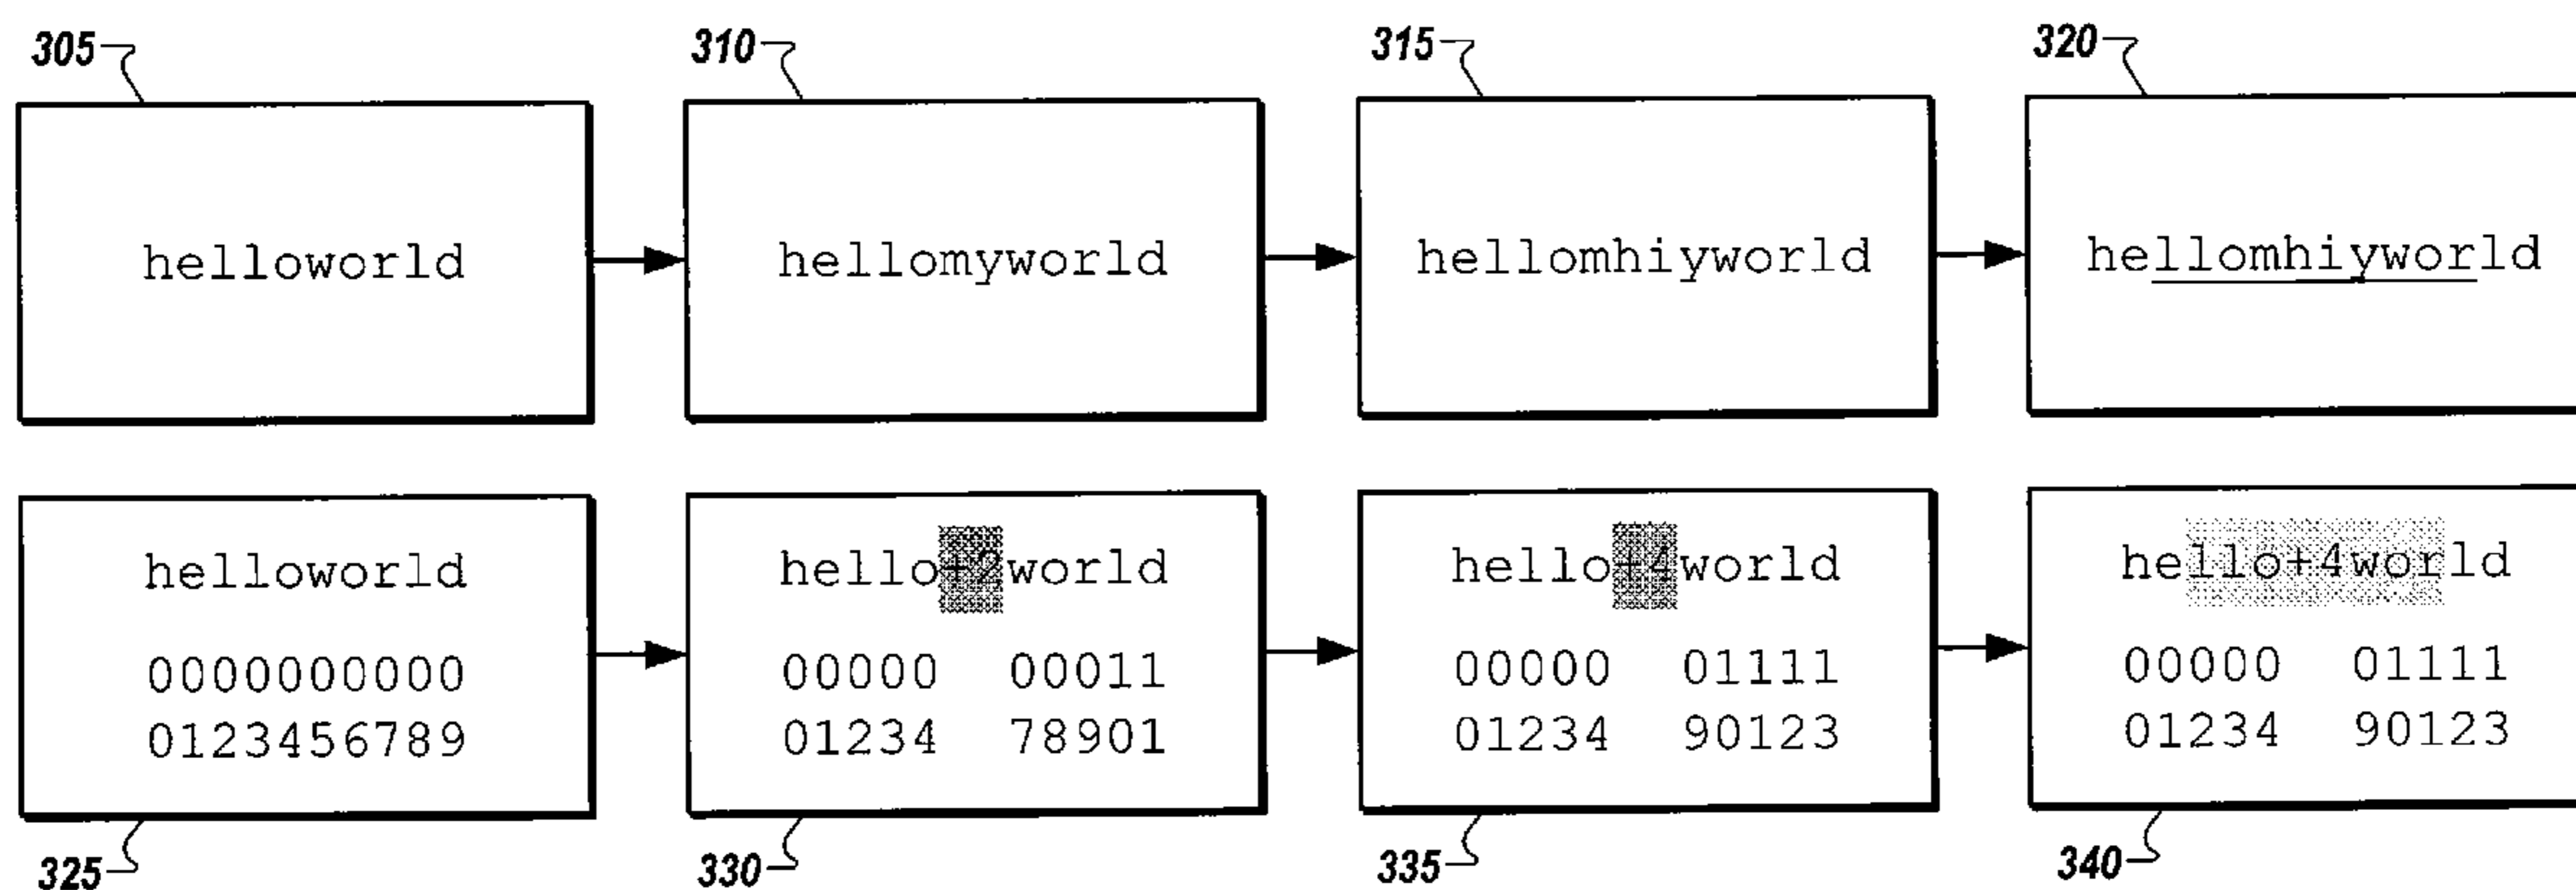 305 310 315 320
helloworld hellomyworld hellomhiyworld hellomhiyworld
helloworld hello+2world hello+4world hello+4world
0000000000 00000 00011 00000 01111 00000 01111
0123456789 01234 78901 01234 90123 01234 90123
325 330 335 340